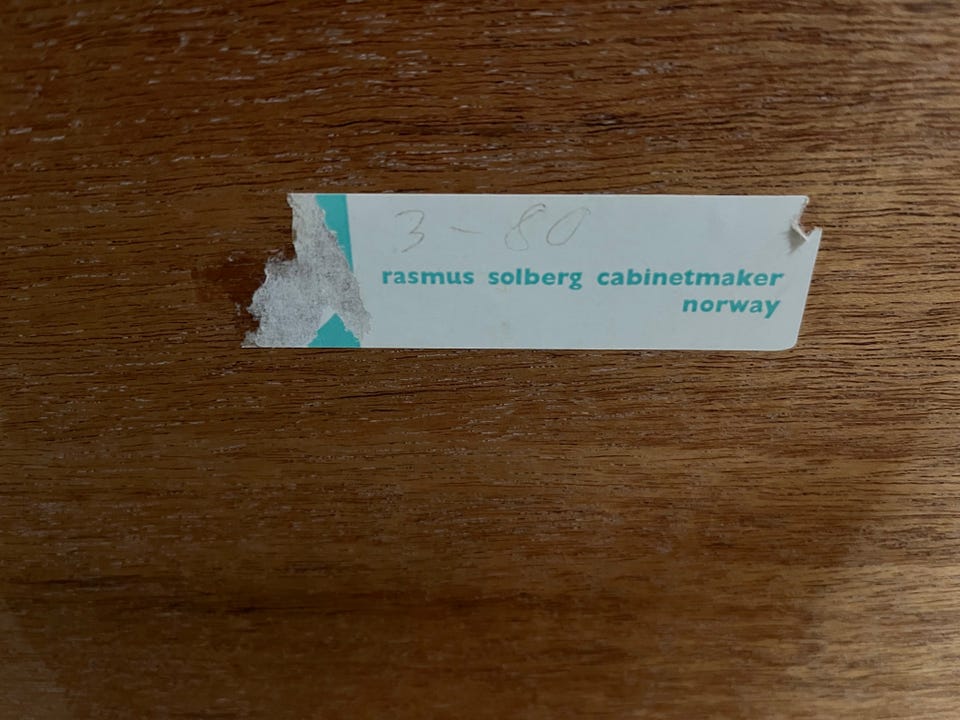 3 - 80
rasmus solberg cabinetmaker
norway